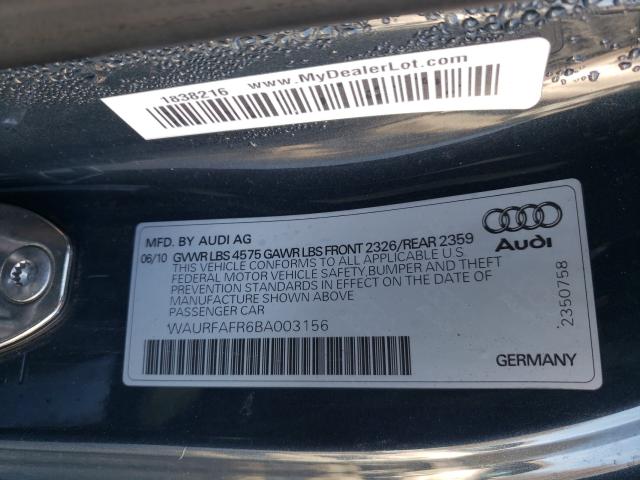 www.MyDealerLot.com
1838216
MFD. BY AUDI AG
06/10 GVWR LBS 4575 GAWR LBS FRONT 2326/REAR 2359
THIS VEHICLE CONFORMS TO ALL APPLICABLE U.S.
FEDERAL MOTOR VEHICLE SAFETY,BUMPER AND THEFT
PREVENTION STANDARDS IN EFFECT ON THE DATE OF
MANUFACTURE SHOWN ABOVE
PASSENGER CAR
WAURFAFR6BA003156
Audi
2350758
GERMANY